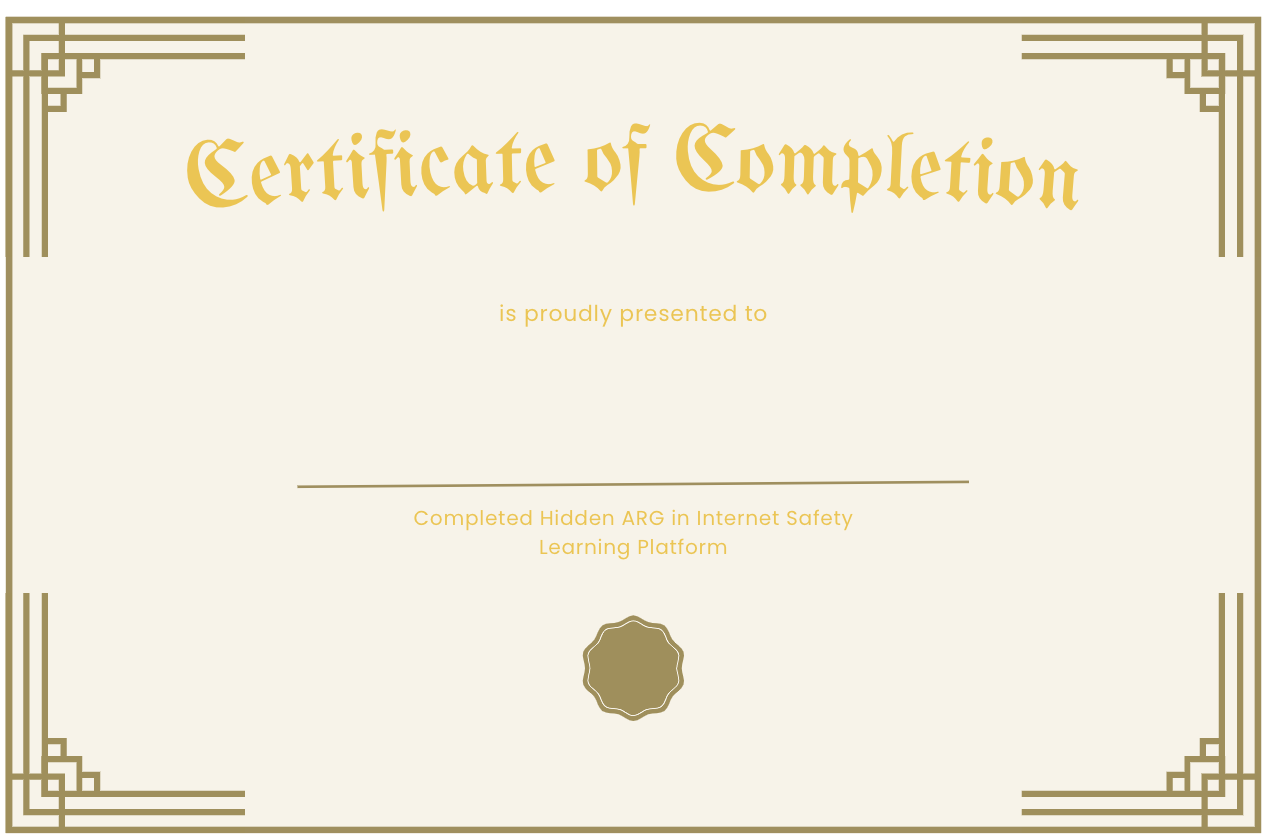 Certificate of Completion
is proudly presented to
Completed Hidden ARG in Internet Safety
Learning Platform